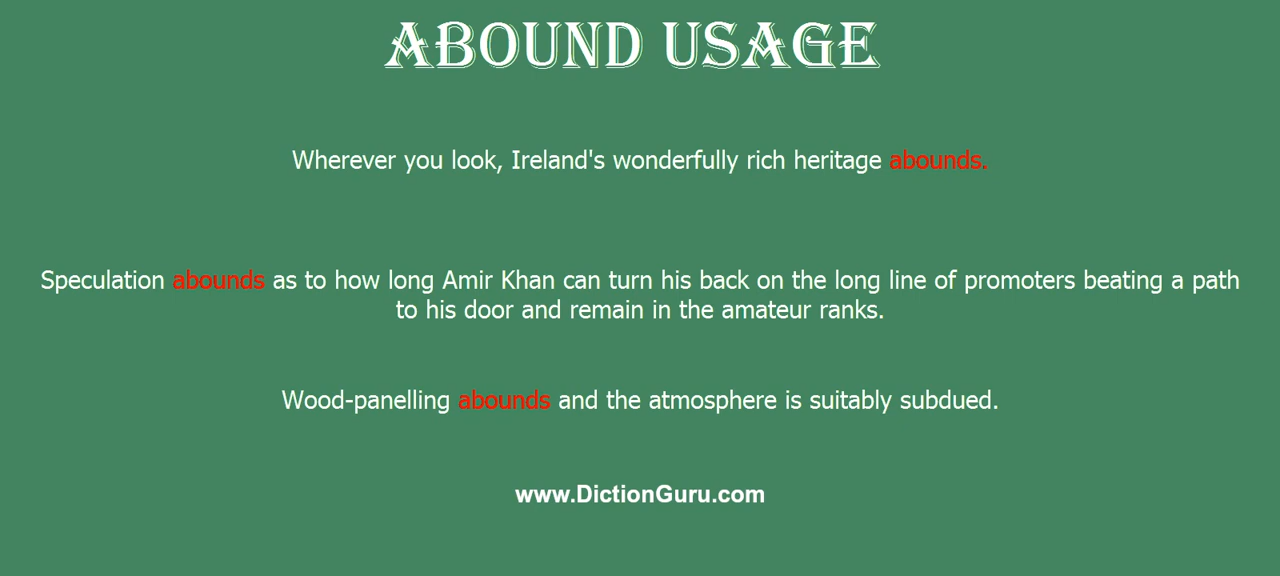 ABOUND USAGE
Wherever you look, Ireland's wonderfully rich heritage abounds.
Speculation abounds as to how long Amir Khan can turn his back on the long line of promoters beating a path
to his door and remain in the amateur ranks.
Wood-panelling abounds and the atmosphere is suitably subdued.
www.DictionGuru.com